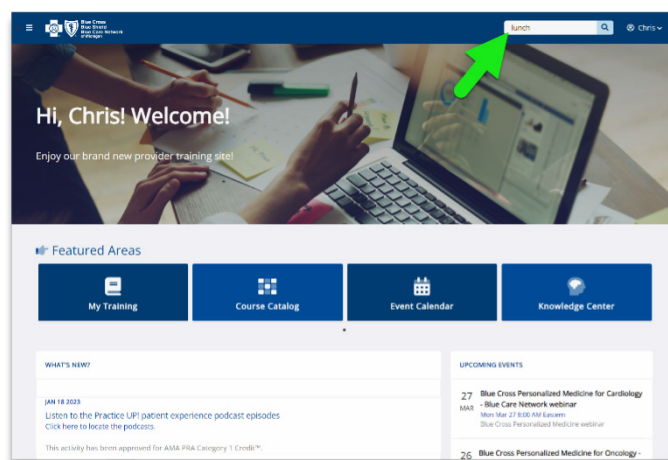 Blue Cross
Blue Shield
Blue Care Network
of Michigan
lunch
Chris
Hi, Chris! Welcome!
Enjoy our brand new provider training site!
Featured Areas
My Training
Course Catalog
Event Calendar
Knowledge Center
WHAT'S NEW?
JAN 18 2023
Listen to the Practice UP! patient experience podcast episodes
Click here to locate the podcasts.
This activity has been approved for AMA PRA Category 1 Credit™.
UPCOMING EVENTS
27
MAR
Blue Cross Personalized Medicine for Cardiology
- Blue Care Network webinar
Mon Mar 27 8:00 AM Eastern
Blue Cross Personalized Medicine webinar
26
Blue Cross Personalized Medicine for Oncology -